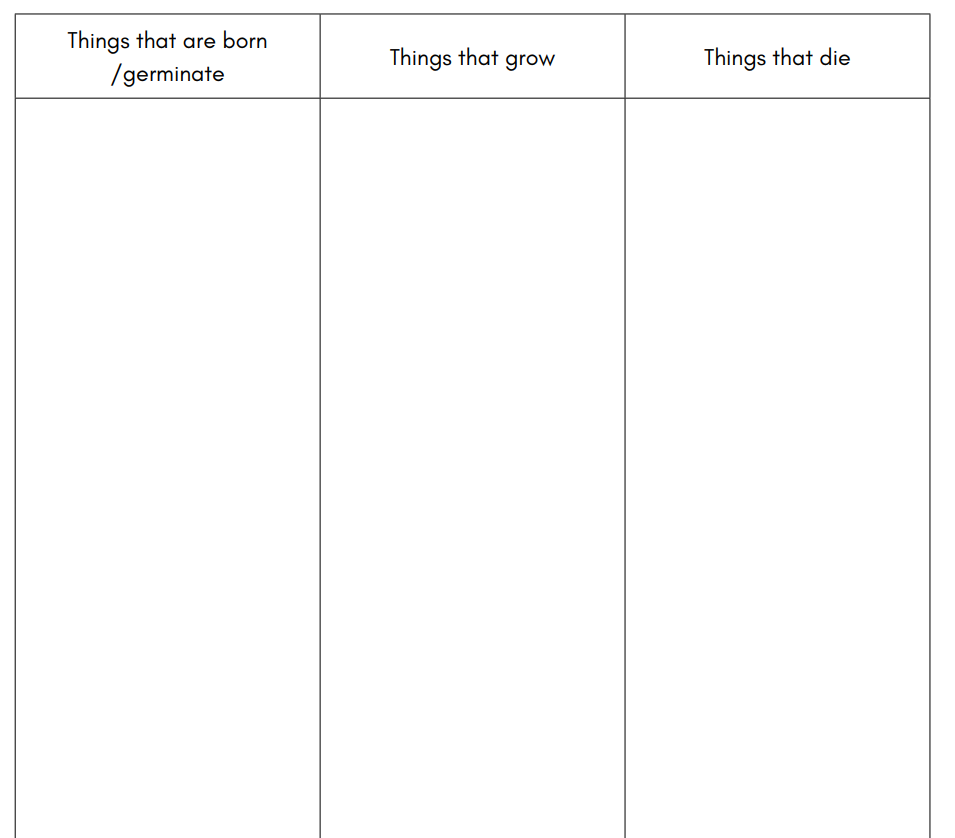 Things that are born
/germinate
Things that grow
Things that die